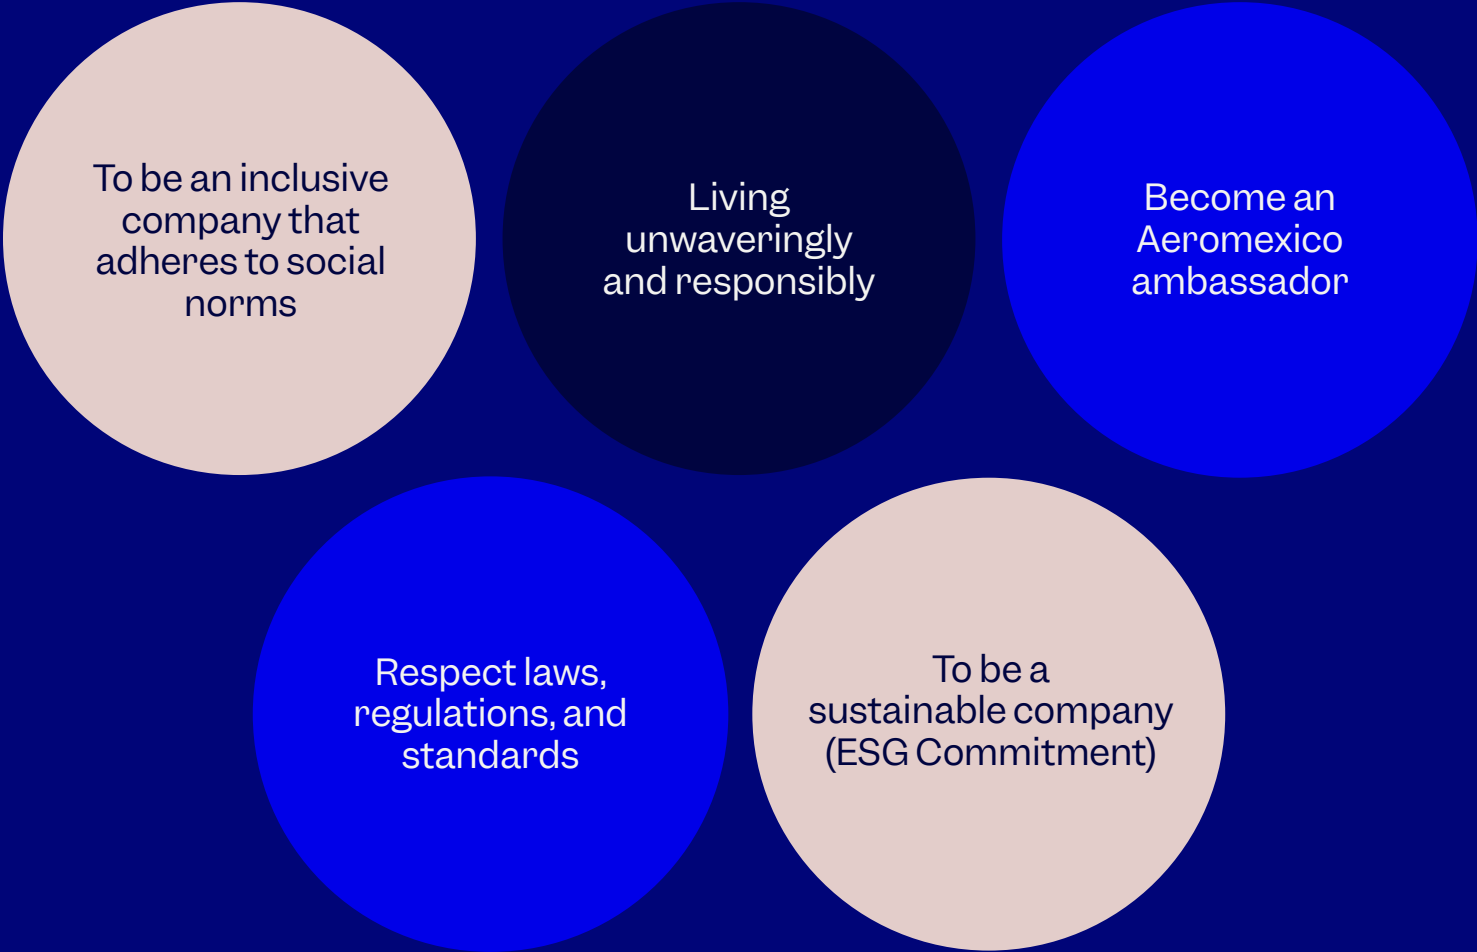 To be an inclusive
company that
adheres to social
norms
Living
unwaveringly
and responsibly
Become an
Aeromexico
ambassador
Respect laws,
regulations, and
standards
To be a
sustainable company
(ESG Commitment)